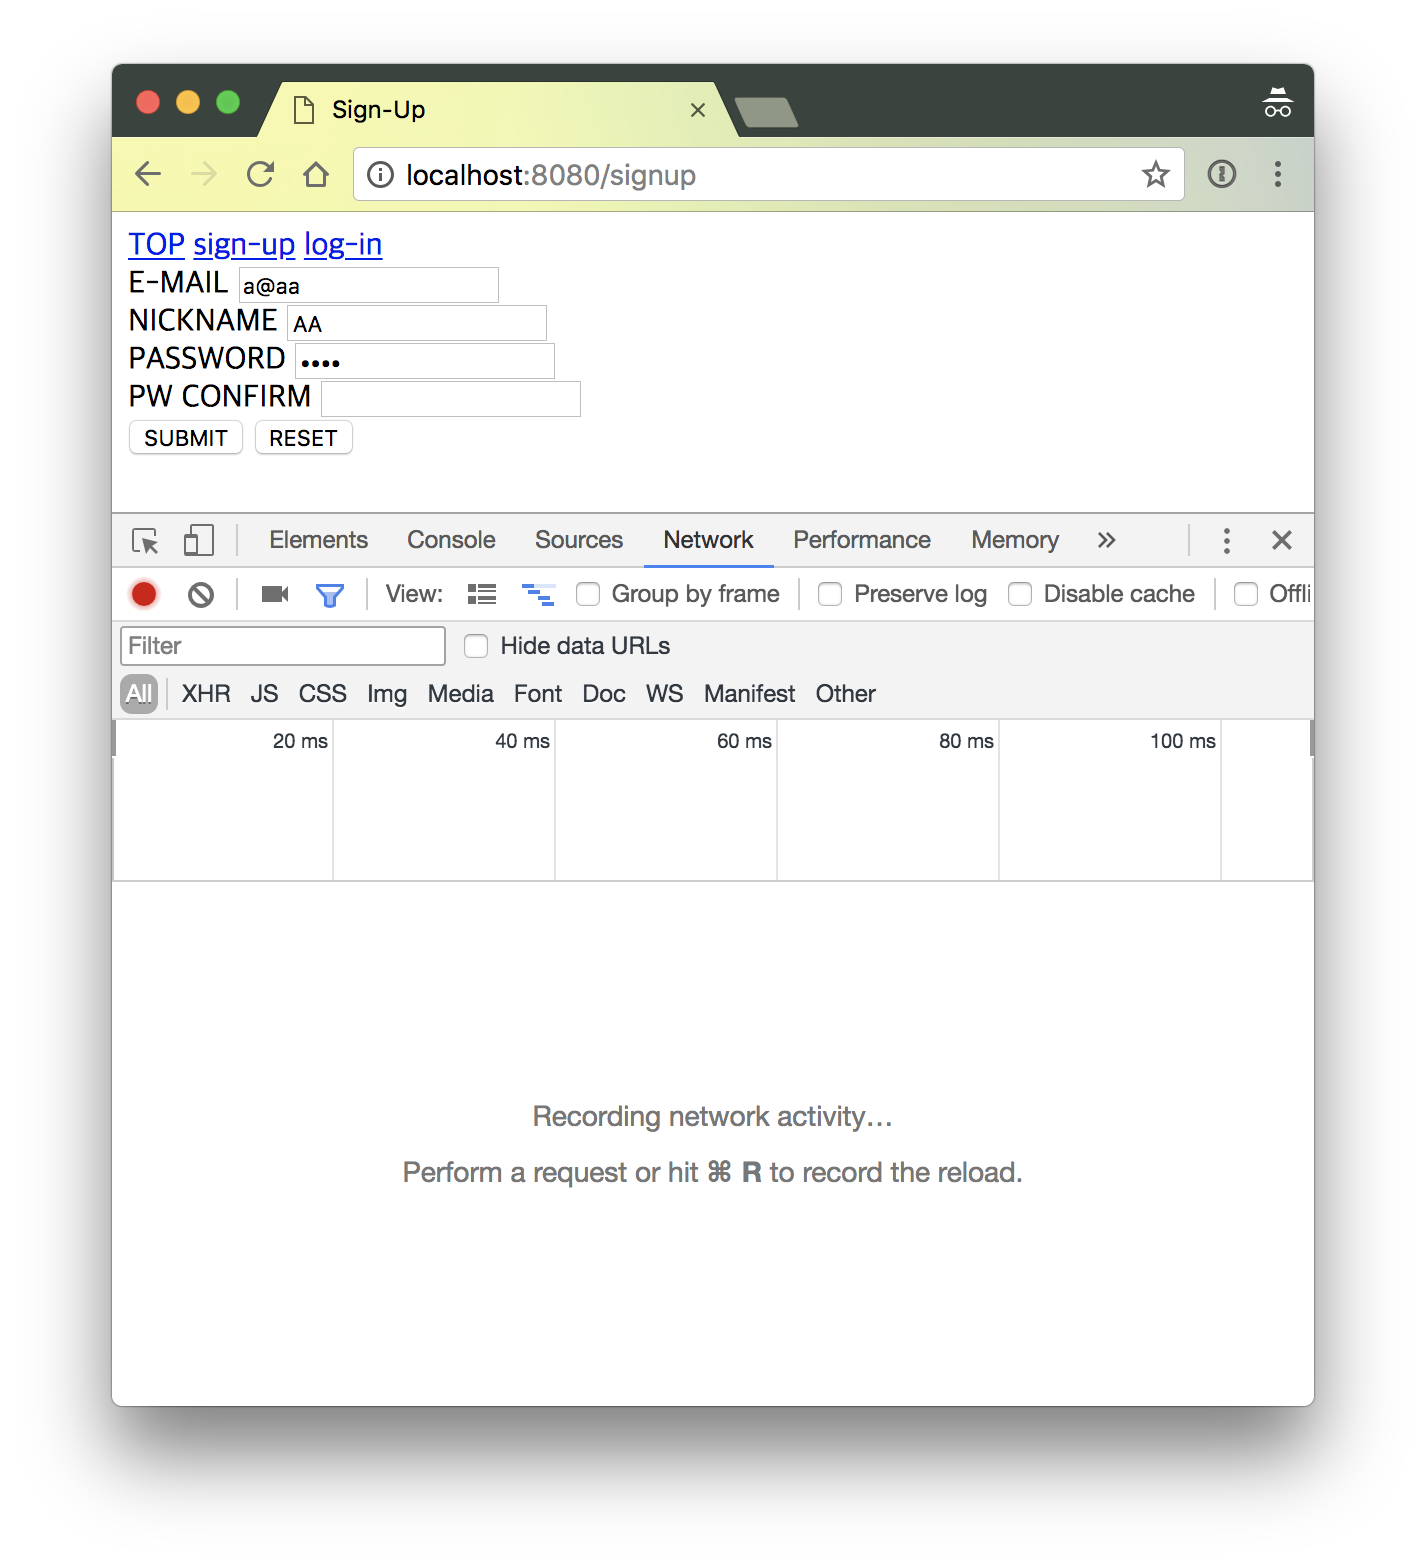 Sign-Up
localhost:8080/signup
TOP sign-up log-in
E-MAIL a@aa
NICKNAME AA
PASSWORD ••••
PW CONFIRM
SUBMIT RESET
Elements Console Sources Network Performance Memory »
View: Group by frame Preserve log Disable cache Offli
Filter Hide data URLs
All XHR JS CSS Img Media Font Doc WS Manifest Other
20 ms 40 ms 60 ms 80 ms 100 ms
Recording network activity…
Perform a request or hit ⌘ R to record the reload.